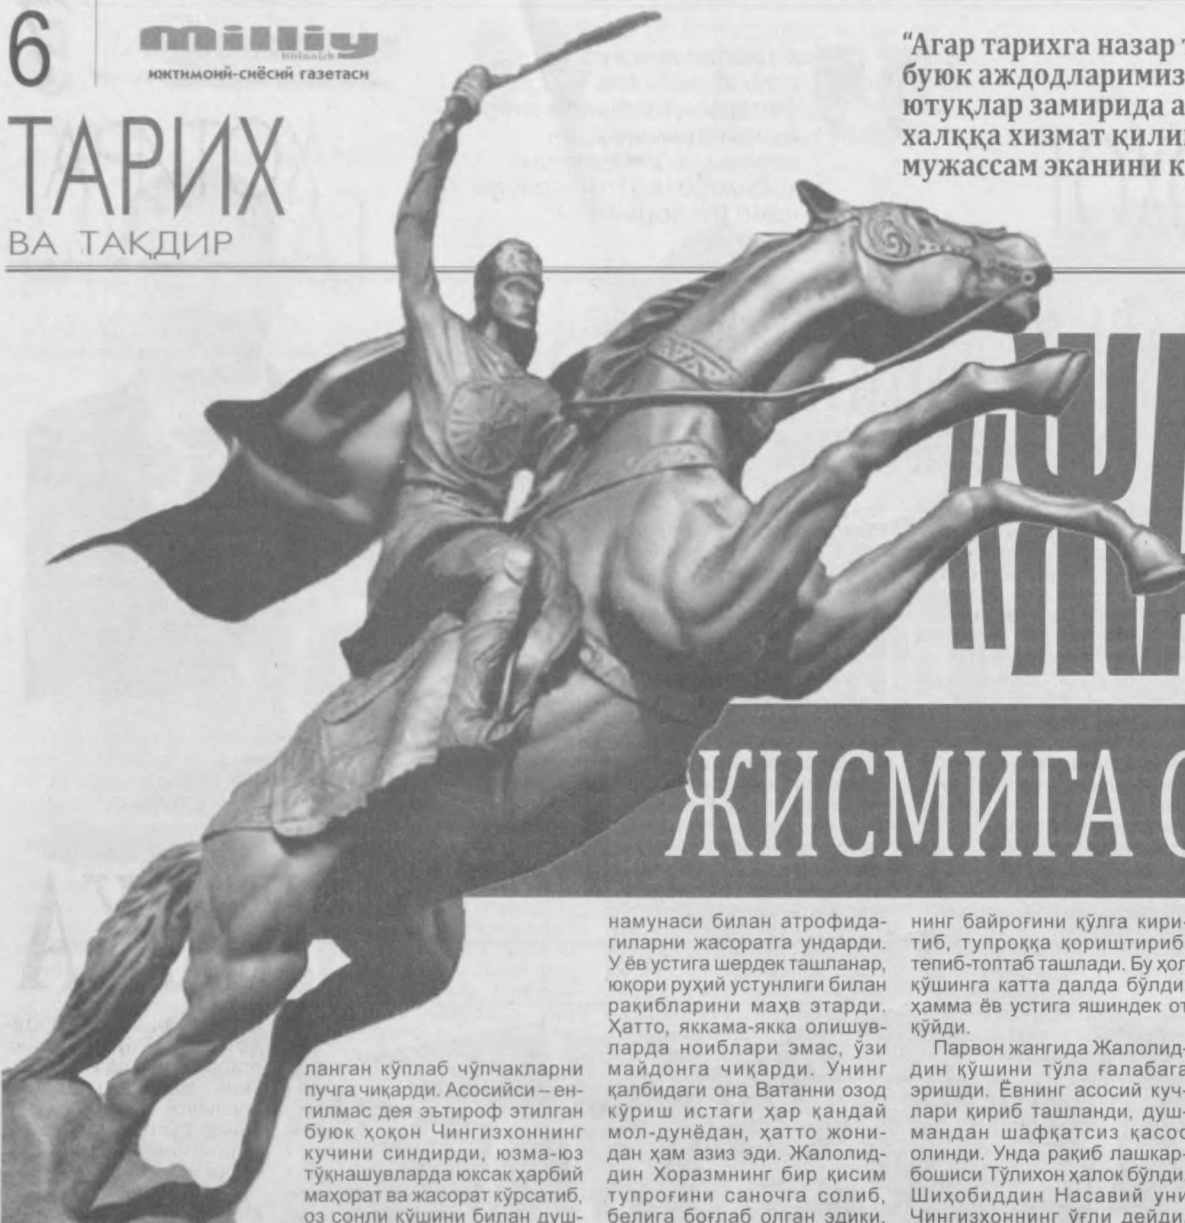 6
milliy
tiklanish
ижтимоий-сиёсий газетаси
ТАРИХ
ВА ТАҚДИР
“Агар тарихга назар т
буюк аждодларимиз
ютуқлар замирида а
халққа хизмат қили
мужассам эканини к
«ЖА
ЖИСМИГА С
ланган кўплаб чўпчакларни
пучга чиқарди. Асосийси – ен-
гилмас дея эътироф этилган
буюк ҳоқон Чингизхоннинг
кучини синдирди, юзма-юз
тўқнашувларда юксак ҳарбий
маҳорат ва жасорат кўрсатиб,
оз сонли қўшини билан душ-
намунаси билан атрофида-
гиларни жасоратга ундарди.
У ёв устига шердек ташланар,
юқори руҳий устунлиги билан
рақибларини маҳв этарди.
Ҳатто, яккама-якка олишув-
ларда ноиблари эмас, ўзи
майдонга чиқарди. Унинг
қалбидаги она Ватанни озод
кўриш истаги ҳар қандай
мол-дунёдан, ҳатто жони-
дан ҳам азиз эди. Жалолид-
дин Хоразмнинг бир қисим
тупроғини саночга солиб,
белига боғлаб олган эдики,
нинг байроғини қўлга кири-
тиб, тупроққа қориштириб
тепиб-топтаб ташлади. Бу ҳол
қўшинга катта далда бўлди
ҳамма ёв устига яшиндек от
қўйди.
Парвон жангида Жалолид-
дин қўшини тўла ғалабага
эришди. Ёвнинг асосий куч-
лари қириб ташланди, душ-
мандан шафқатсиз қасос
олинди. Унда рақиб лашкар-
бошиси Тўлихон ҳалок бўлди.
Шиҳобиддин Насавий уни
Чингизхоннинг ўғли дейди.